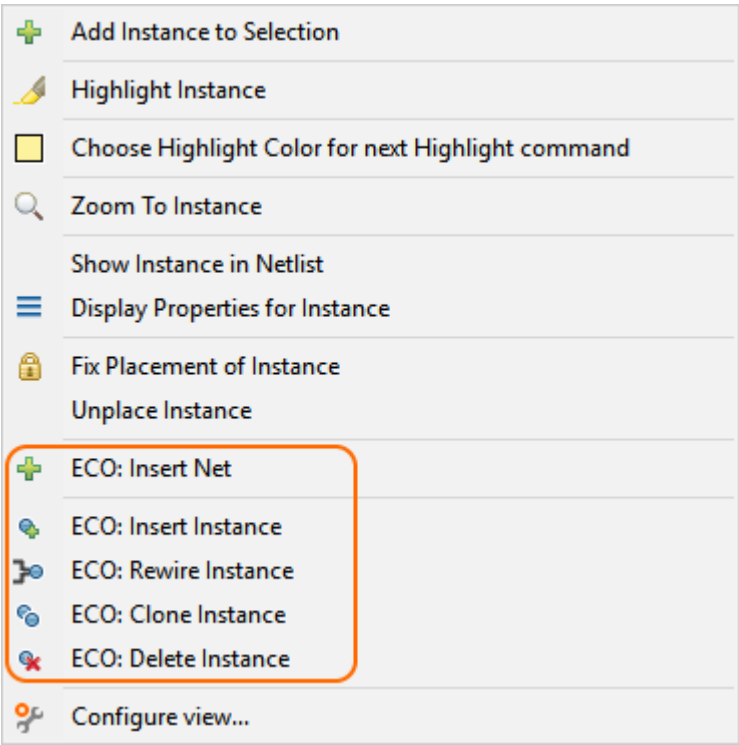 Add Instance to Selection
Highlight Instance
Choose Highlight Color for next Highlight command
Zoom To Instance
Show Instance in Netlist
Display Properties for Instance
Fix Placement of Instance
Unplace Instance
ECO: Insert Net
ECO: Insert Instance
ECO: Rewire Instance
ECO: Clone Instance
ECO: Delete Instance
Configure view...